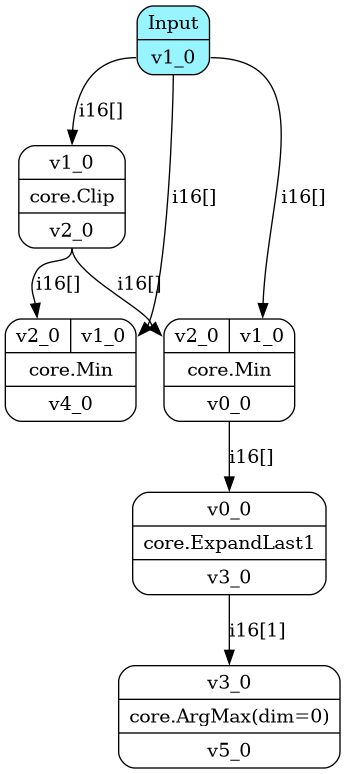 Input
v1_0
i16[]
v1_0
core.Clip
v2_0
i16[]
i16[]
i16[]
i16[]
v2_0 v1_0
core.Min
v4_0
v2_0 v1_0
core.Min
v0_0
i16[]
v0_0
core.ExpandLast1
v3_0
i16[1]
v3_0
core.ArgMax(dim=0)
v5_0